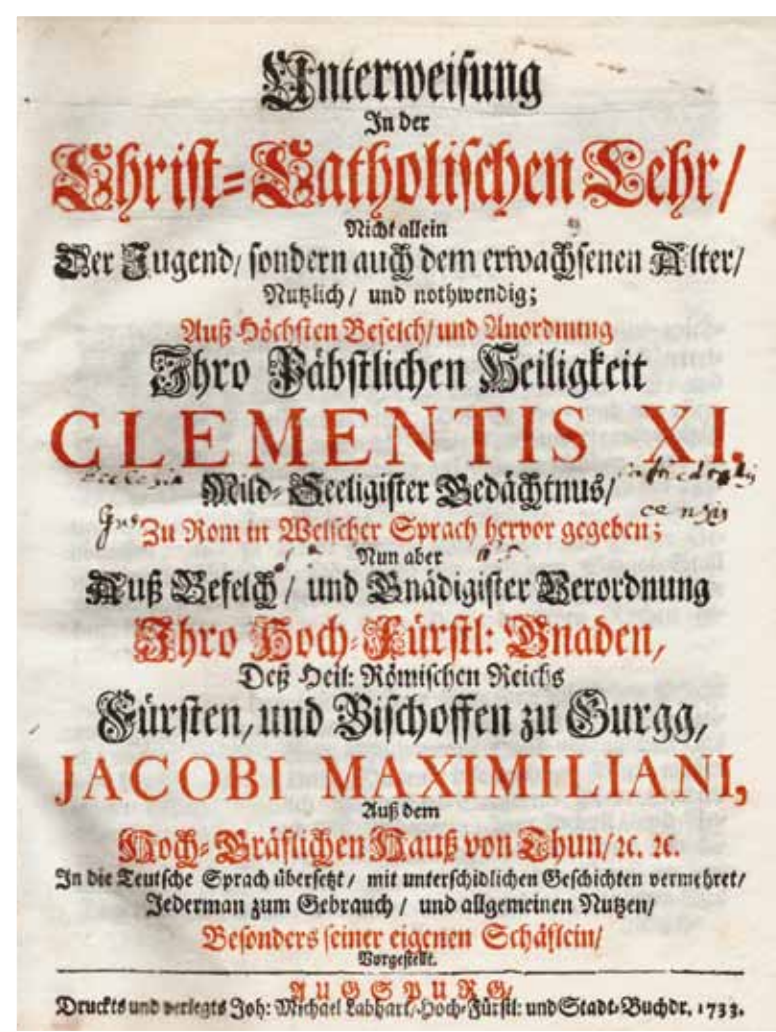 Unterweisung
In der
Christ-Catholischen Lehr/
Nicht allein
Der Jugend/ sondern auch dem erwachsenen Alter/
Nutzlich/ und nothwendig;
Auß Höchsten Befelch/ und Anordnung
Ihro Päbstlichen Heiligkeit
CLEMENTIS XI,
Mild-Seeligister Bedächtnus/
Ecclesia Cathedralis
Zu Rom in Welscher Sprach hervor gegeben;
Nun aber
Auß Befelch/ und Gnädigister Verordnung
Ihro Hoch-Fürstl: Gnaden,
Deß Heil: Römischen Reichs
Fürsten, und Bischoffen zu Gurgg,
JACOBI MAXIMILIANI,
Auß dem
Hoch-Gräflichen Hauß von Thun/ ꝛc. ꝛc.
In die Teutsche Sprach übersetzt/ mit unterschidlichen Geschichten vermehret/
Jederman zum Gebrauch/ und allgemeinen Nutzen/
Besonders seiner eigenen Schäflein/
Vorgestellt.
AUGSPURG/
Druckts und verlegts Joh: Michael Labhart/ Hoch-Fürstl: und Stadt-Buchdr. 1733.